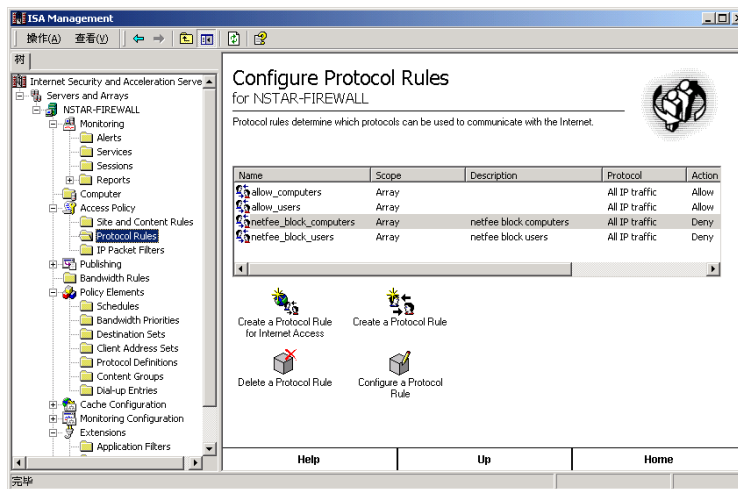 ISA Management
操作(A) 查看(V)
树
Internet Security and Acceleration Serve
Servers and Arrays
NSTAR-FIREWALL
Monitoring
Alerts
Services
Sessions
Reports
Computer
Access Policy
Site and Content Rules
Protocol Rules
IP Packet Filters
Publishing
Bandwidth Rules
Policy Elements
Schedules
Bandwidth Priorities
Destination Sets
Client Address Sets
Protocol Definitions
Content Groups
Dial-up Entries
Cache Configuration
Monitoring Configuration
Extensions
Application Filters
Configure Protocol Rules
for NSTAR-FIREWALL
Protocol rules determine which protocols can be used to communicate with the Internet.
Name Scope Description Protocol Action
allow_computers Array All IP traffic Allow
allow_users Array All IP traffic Allow
netfee_block_computers Array netfee block computers All IP traffic Deny
netfee_block_users Array netfee block users All IP traffic Deny
Create a Protocol Rule
for Internet Access
Create a Protocol Rule
Delete a Protocol Rule
Configure a Protocol
Rule
Help Up Home
完毕